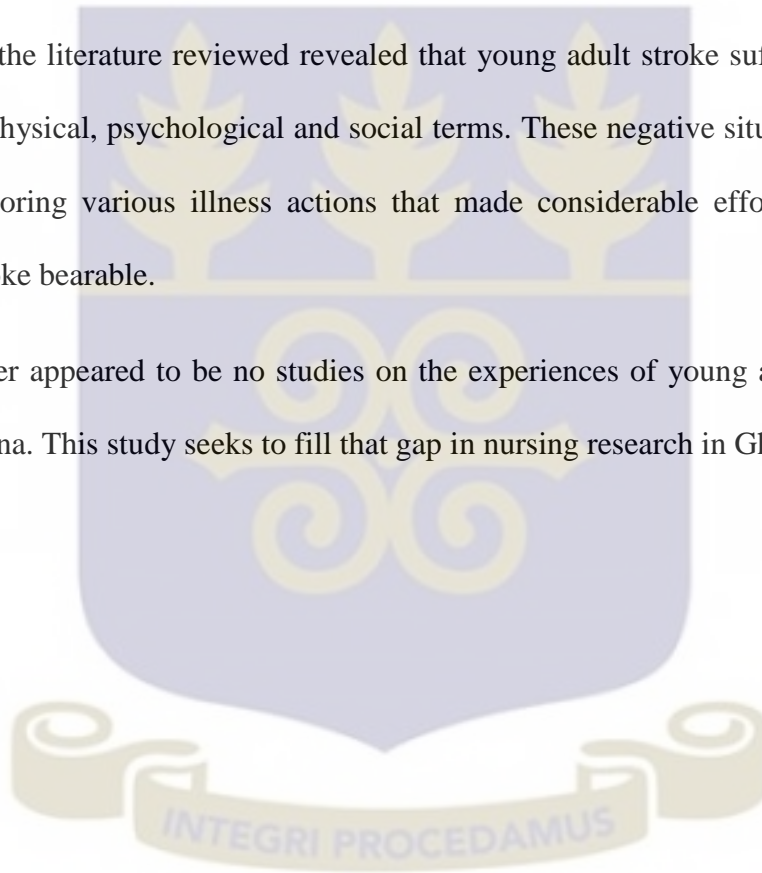 the literature reviewed revealed that young adult stroke suf
hysical, psychological and social terms. These negative situ
oring various illness actions that made considerable effo
ke bearable.
er appeared to be no studies on the experiences of young a
na. This study seeks to fill that gap in nursing research in Gh
INTEGRI PROCEDAMUS